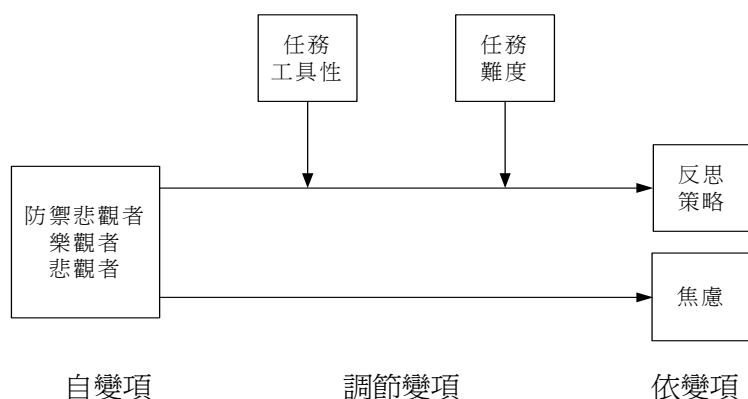 任務
工具性
任務
難度
防禦悲觀者
樂觀者
悲觀者
反思
策略
焦慮
自變項
調節變項
依變項